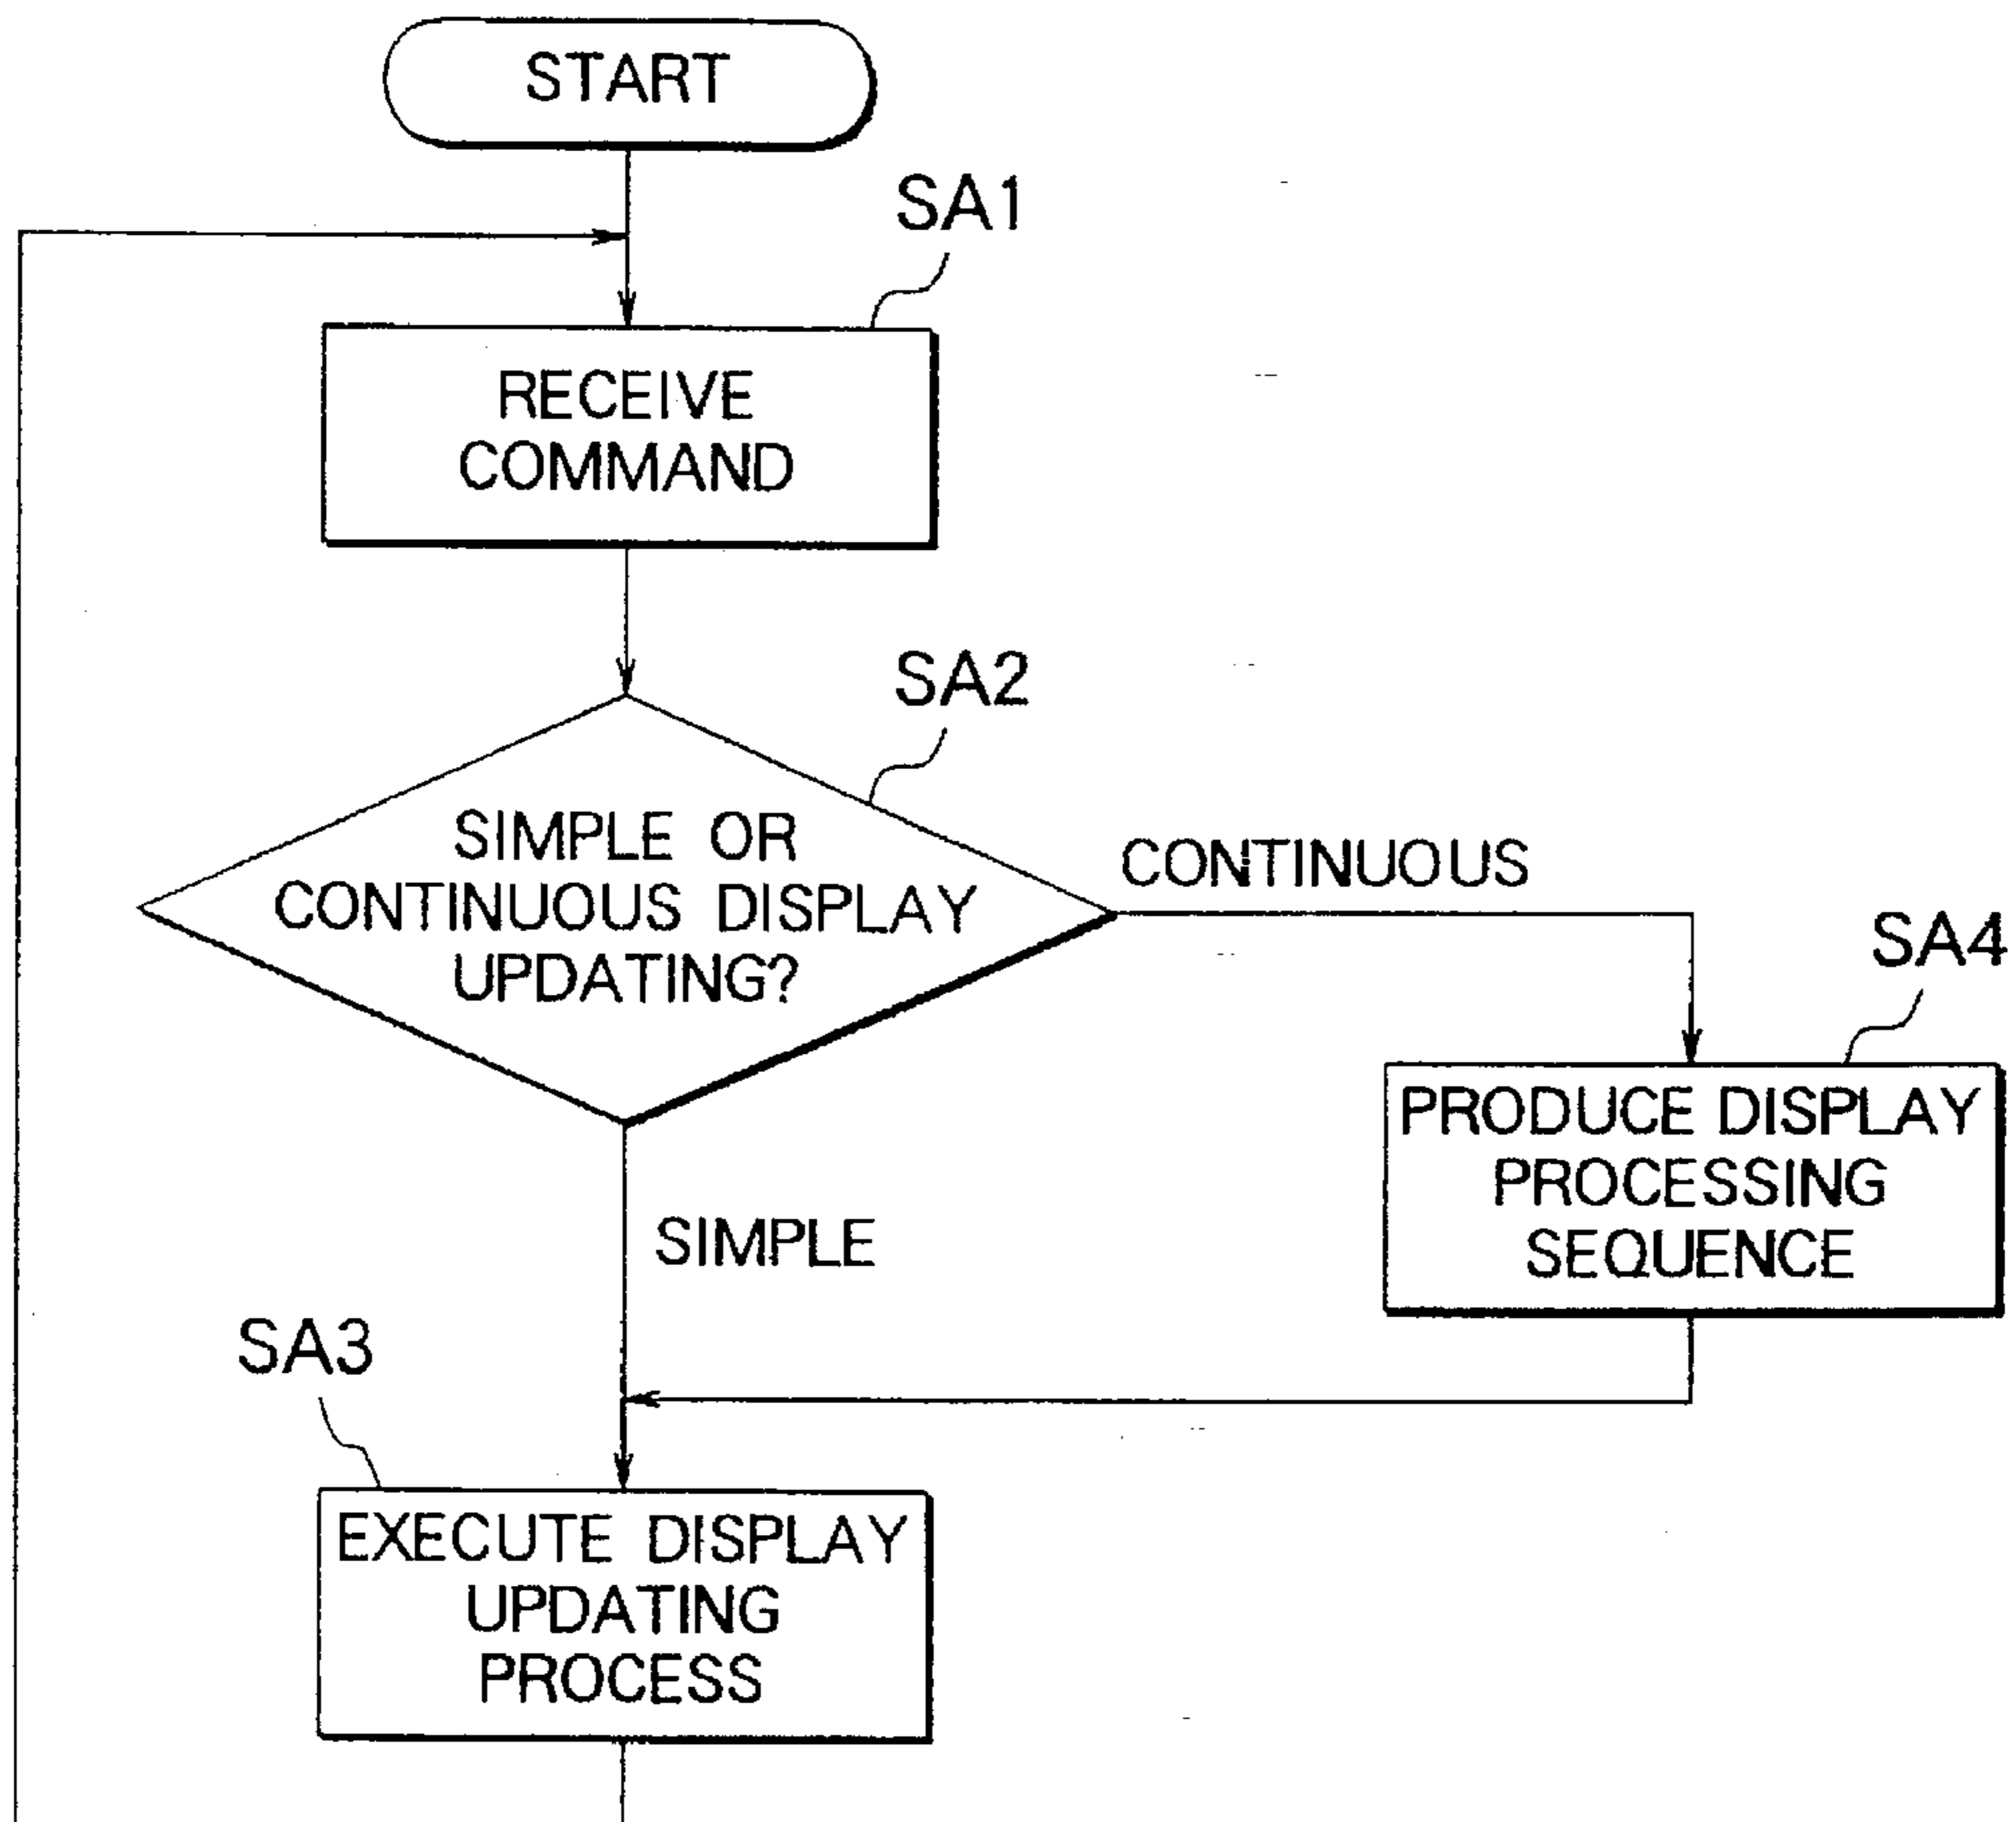 START
SA1
RECEIVE
COMMAND
SA2
SIMPLE OR
CONTINUOUS DISPLAY
UPDATING?
CONTINUOUS
SA4
PRODUCE DISPLAY
PROCESSING
SEQUENCE
SIMPLE
SA3
EXECUTE DISPLAY
UPDATING
PROCESS